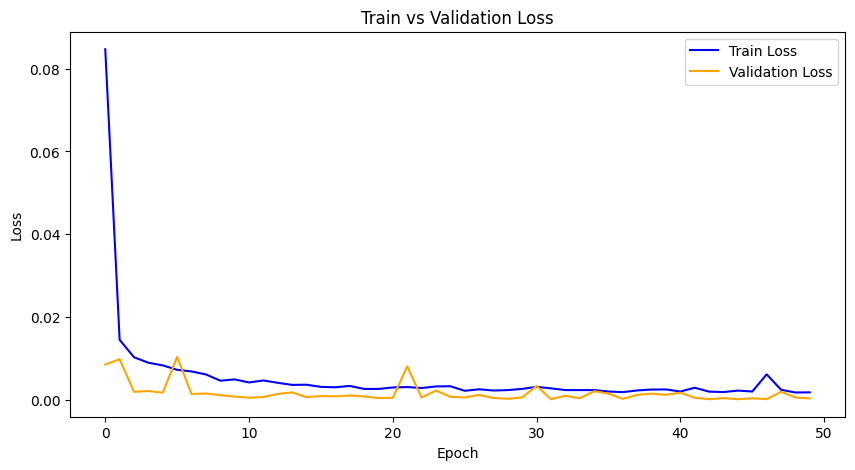 Train vs Validation Loss
Train Loss
Validation Loss
0.08
0.06
0.04
0.02
0.00
Loss
0 10 20 30 40 50
Epoch